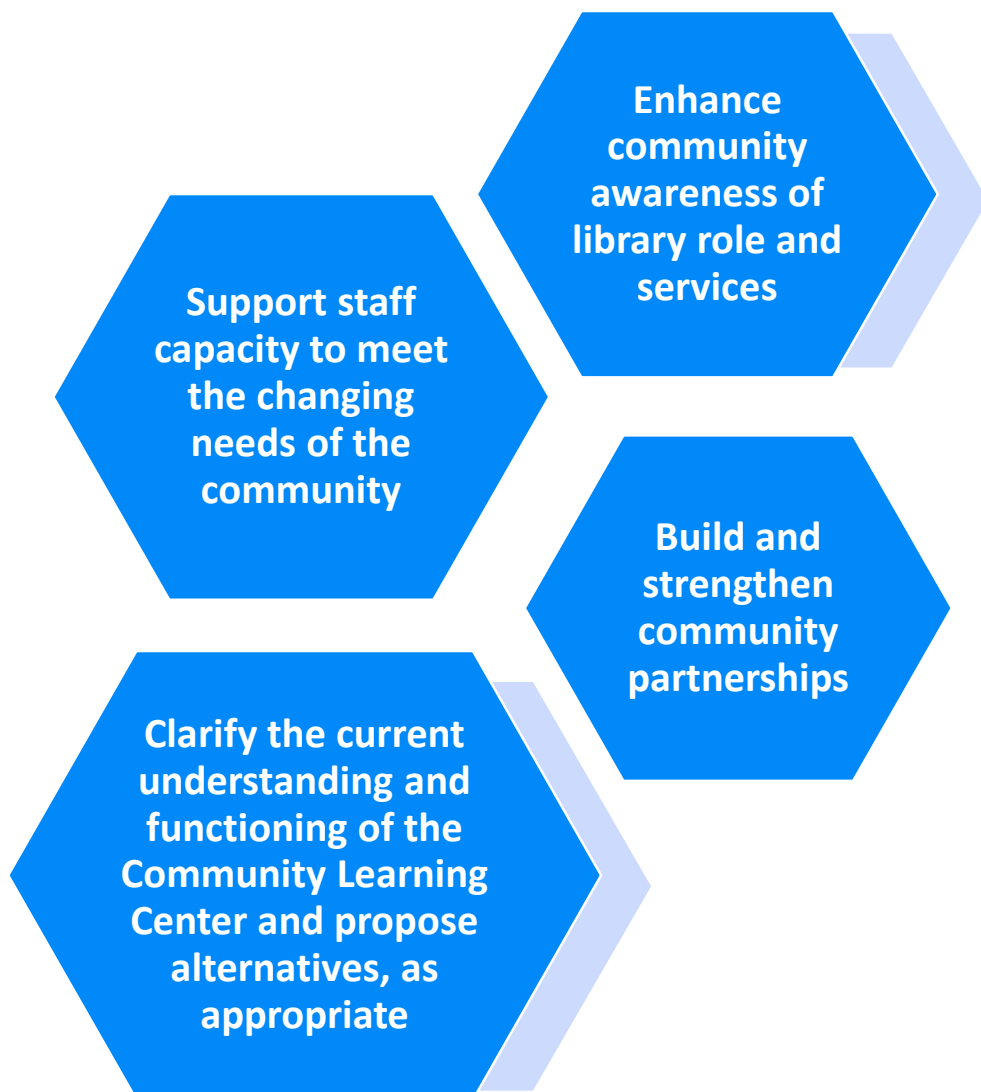 Enhance
community
awareness of
library role and
services
Support staff
capacity to meet
the changing
needs of the
community
Build and
strengthen
community
partnerships
Clarify the current
understanding and
functioning of the
Community Learning
Center and propose
alternatives, as
appropriate